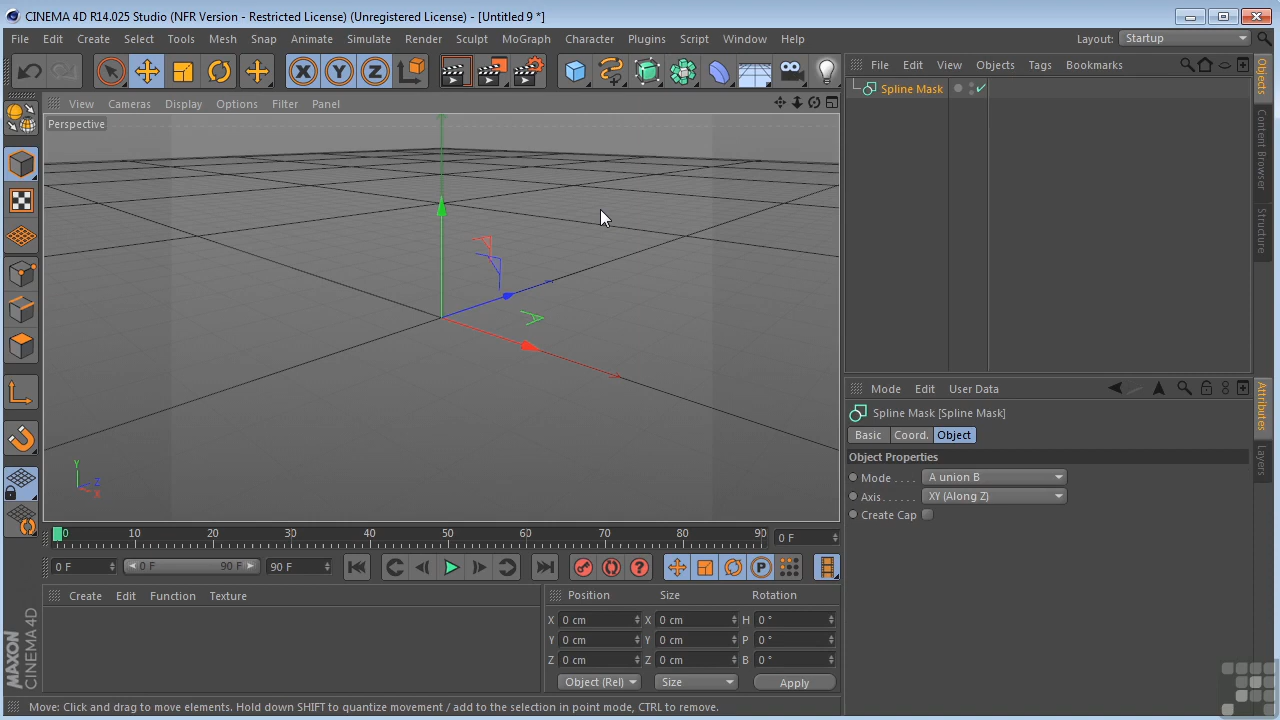 CINEMA 4D R14.025 Studio (NFR Version - Restricted License) (Unregistered License) - [Untitled 9 *]
File Edit Create Select Tools Mesh Snap Animate Simulate Render Sculpt MoGraph Character Plugins Script Window Help Layout: Startup
X Y Z
File Edit View Objects Tags Bookmarks
View Cameras Display Options Filter Panel
Spline Mask
Perspective
Objects
Content Browser
Structure
Mode Edit User Data
Spline Mask [Spline Mask]
Basic Coord. Object
Object Properties
Mode . . . . A union B
Axis. . . . . . XY (Along Z)
Create Cap
Attributes
Layers
Y
Z
X
0 10 20 30 40 50 60 70 80 90 0 F
0 F 0 F 90 F 90 F P
Create Edit Function Texture
Position Size Rotation
X 0 cm X 0 cm H 0 °
Y 0 cm Y 0 cm P 0 °
Z 0 cm Z 0 cm B 0 °
Object (Rel) Size Apply
MAXON
CINEMA 4D
Move: Click and drag to move elements. Hold down SHIFT to quantize movement / add to the selection in point mode, CTRL to remove.